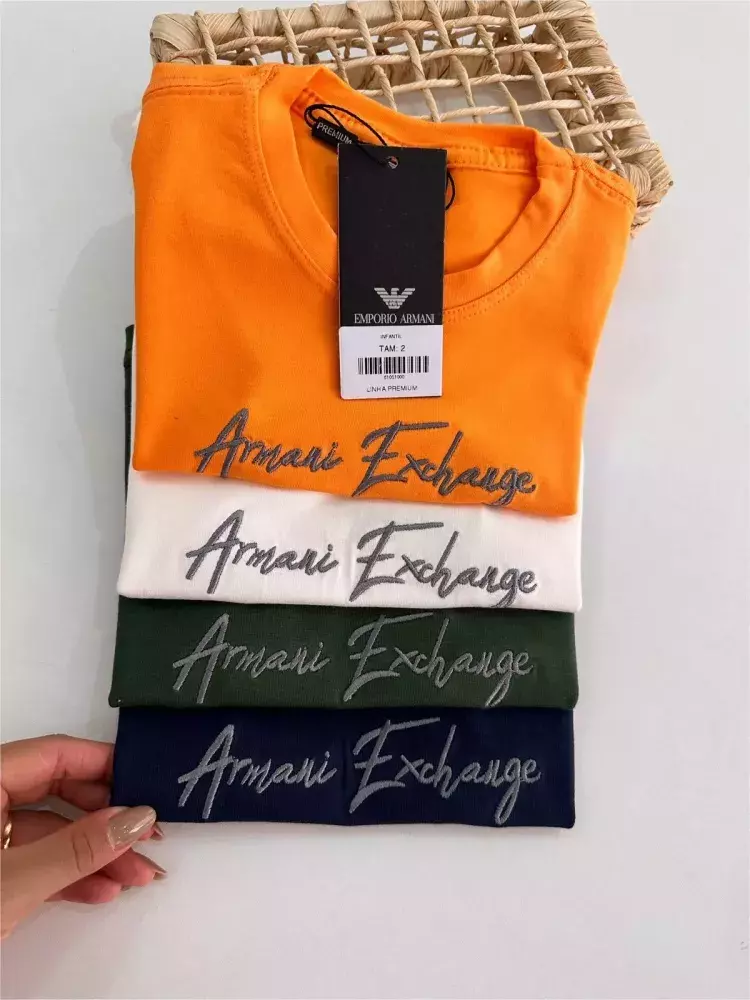 PREMIUM
EMPORIO ARMANI
INFANTIL
TAM: 2
LINHA PREMIUM
Armani Exchange
Armani Exchange
Armani Exchange
Armani Exchange